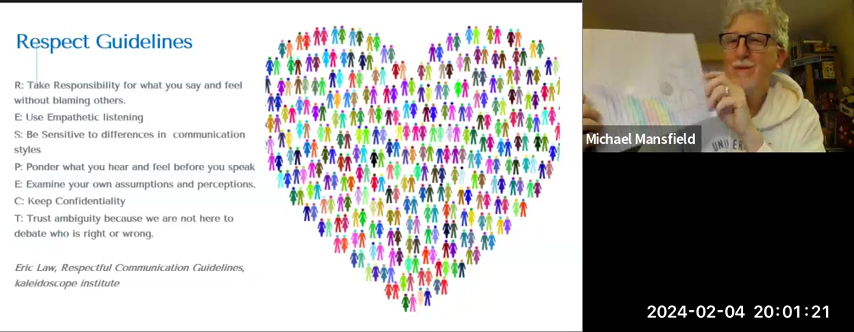 Respect Guidelines
R: Take Responsibility for what you say and feel
without blaming others.
E: Use Empathetic listening
S: Be Sensitive to differences in communication
styles
P: Ponder what you hear and feel before you speak
E: Examine your own assumptions and perceptions.
C: Keep Confidentiality
T: Trust ambiguity because we are not here to
debate who is right or wrong.
Eric Law, Respectful Communication Guidelines,
kaleidoscope institute
Michael Mansfield
2024-02-04 20:01:21